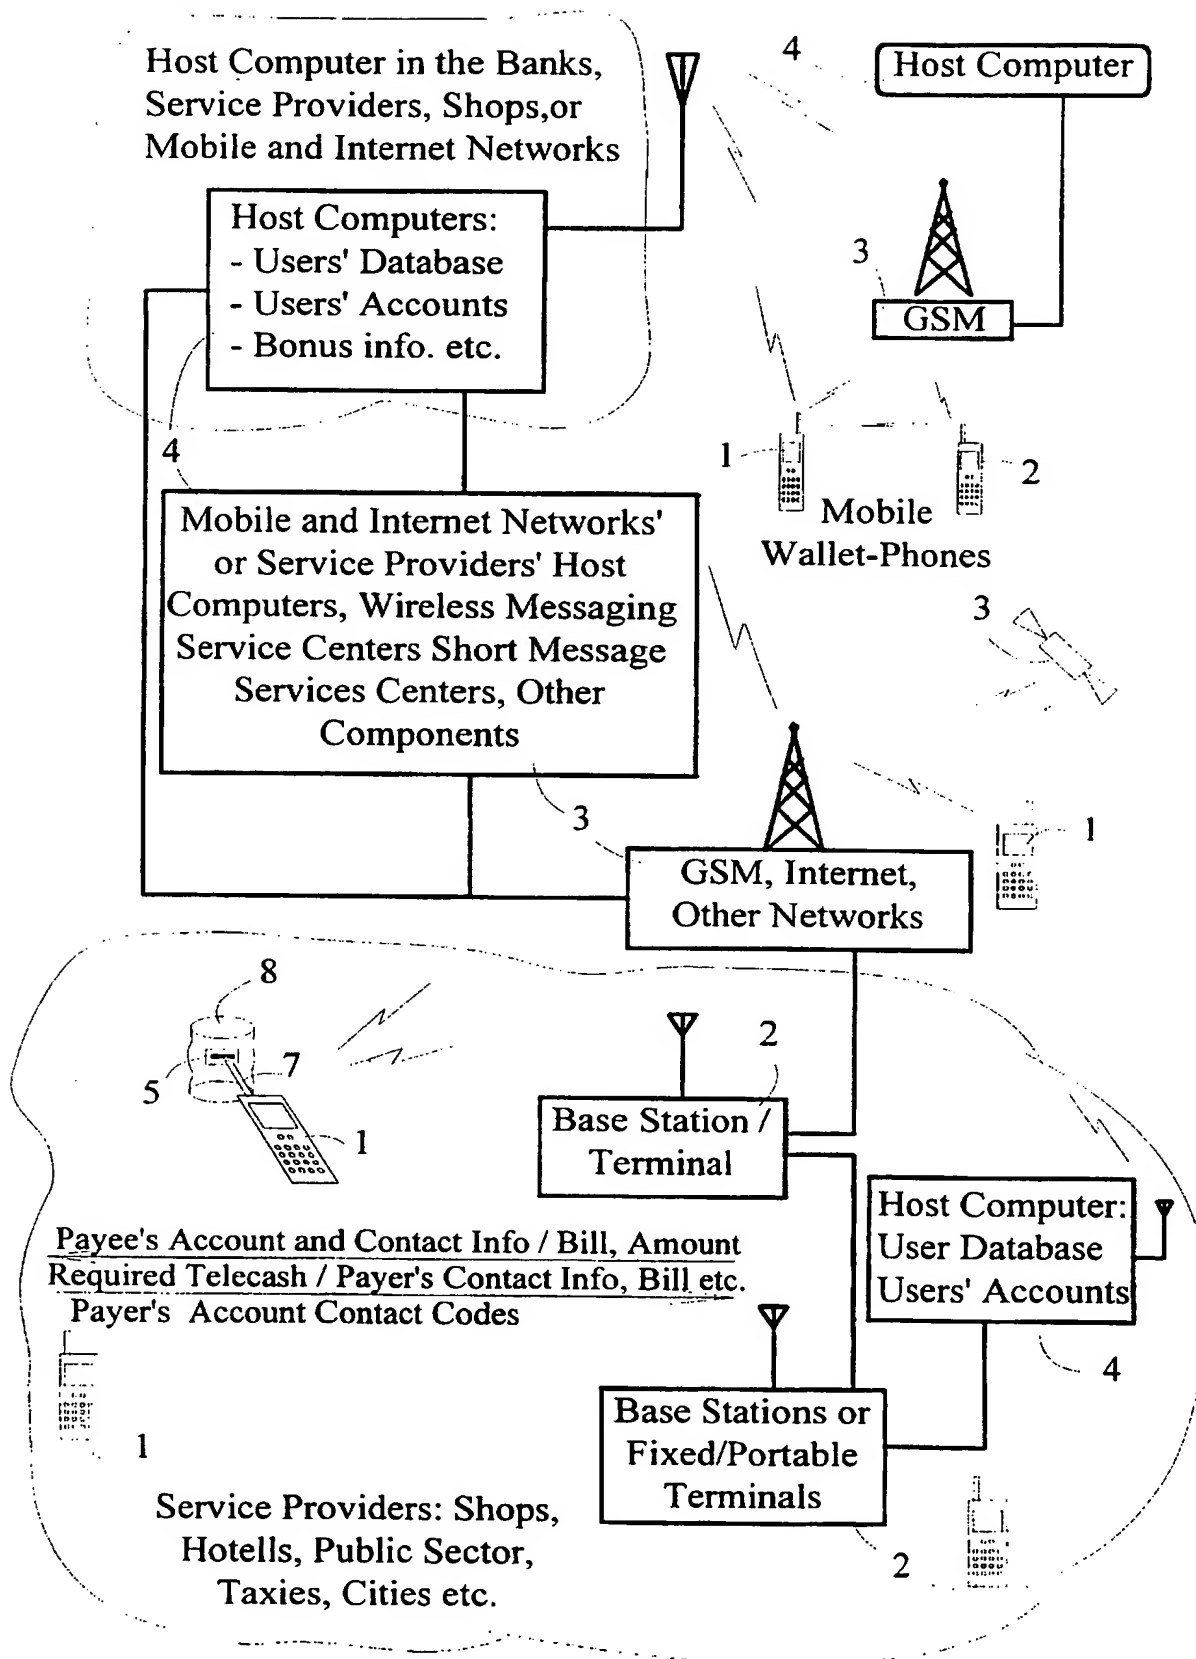 Host Computer in the Banks,
Service Providers, Shops,or
Mobile and Internet Networks
4
Host Computer
Host Computers:
- Users' Database
- Users' Accounts
- Bonus info. etc.
3
GSM
4
1
2
Mobile
Wallet-Phones
Mobile and Internet Networks'
or Service Providers' Host
Computers, Wireless Messaging
Service Centers Short Message
Services Centers, Other
Components
3
3
1
GSM, Internet,
Other Networks
8
5
7
1
2
Base Station /
Terminal
Host Computer:
User Database
Users' Accounts
4
Payee's Account and Contact Info / Bill, Amount
Required Telecash / Payer's Contact Info, Bill etc.
Payer's Account Contact Codes
1
Base Stations or
Fixed/Portable
Terminals
2
Service Providers: Shops,
Hotells, Public Sector,
Taxies, Cities etc.